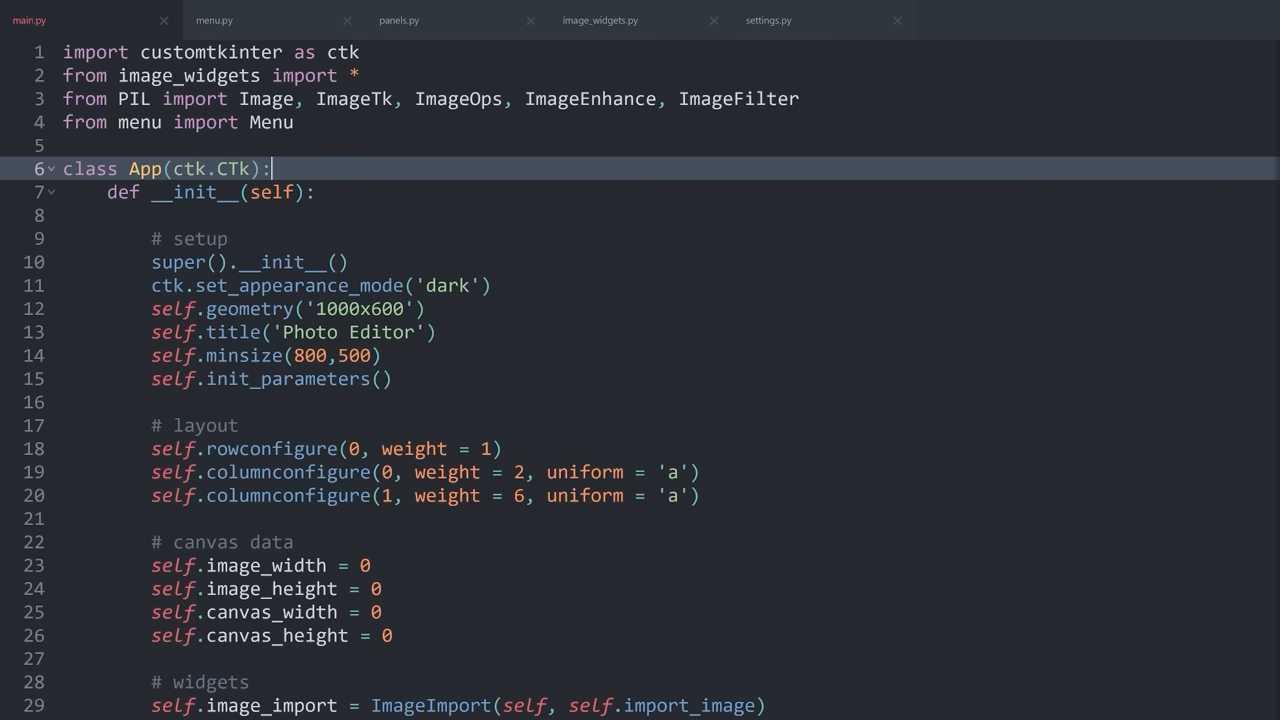 main.py menu.py panels.py image_widgets.py settings.py
1 import customtkinter as ctk
2 from image_widgets import *
3 from PIL import Image, ImageTk, ImageOps, ImageEnhance, ImageFilter
4 from menu import Menu
5
6 class App(ctk.CTk):
7     def __init__(self):
8
9         # setup
10         super().__init__()
11         ctk.set_appearance_mode('dark')
12         self.geometry('1000x600')
13         self.title('Photo Editor')
14         self.minsize(800,500)
15         self.init_parameters()
16
17         # layout
18         self.rowconfigure(0, weight = 1)
19         self.columnconfigure(0, weight = 2, uniform = 'a')
20         self.columnconfigure(1, weight = 6, uniform = 'a')
21
22         # canvas data
23         self.image_width = 0
24         self.image_height = 0
25         self.canvas_width = 0
26         self.canvas_height = 0
27
28         # widgets
29         self.image_import = ImageImport(self, self.import_image)